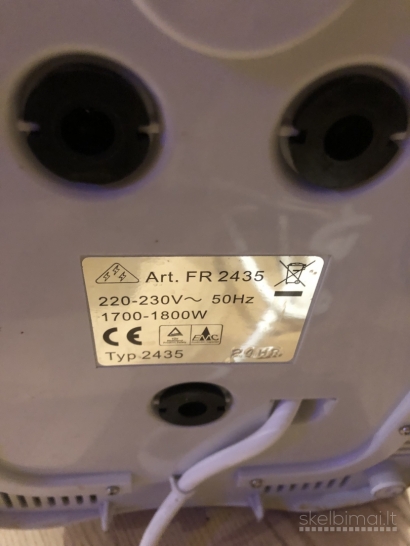 Art. FR 2435
220-230V~ 50Hz
1700-1800W
CE
EMC
Typ 2435
skelbimai.lt